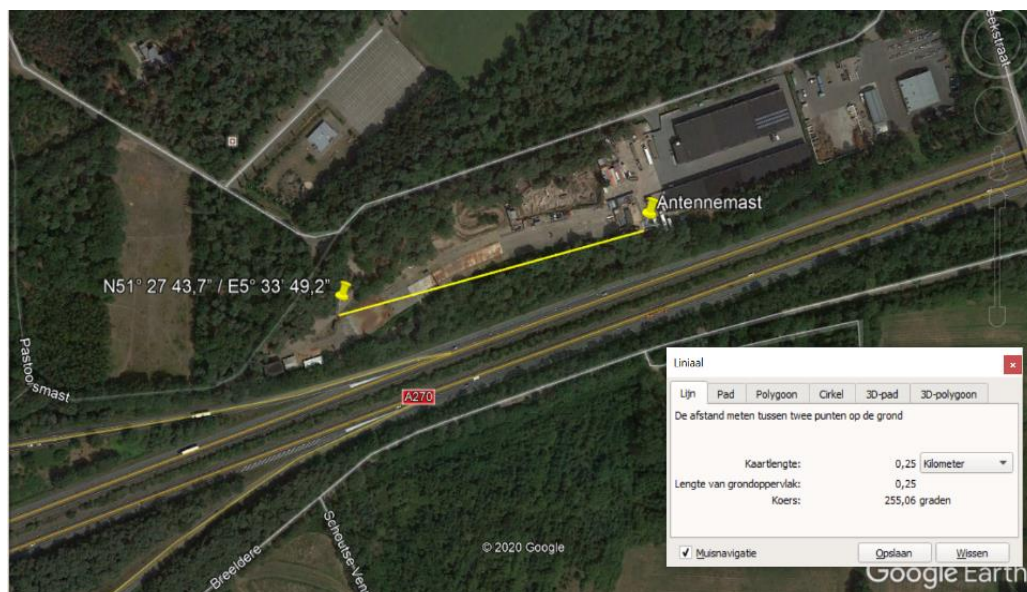 eekstraat
Antennemast
N51° 27 43,7" / E5° 33' 49,2"
Pastoorsmast
A270
Liniaal
Lijn Pad Polygoon Cirkel 3D-pad 3D-polygoon
De afstand meten tussen twee punten op de grond
Kaartlengte: 0,25 Kilometer
Lengte van grondoppervlak: 0,25
Koers: 255,06 graden
Muisnavigatie Opslaan Wissen
Schoutse Ven
Breeldere
© 2020 Google
Google Earth